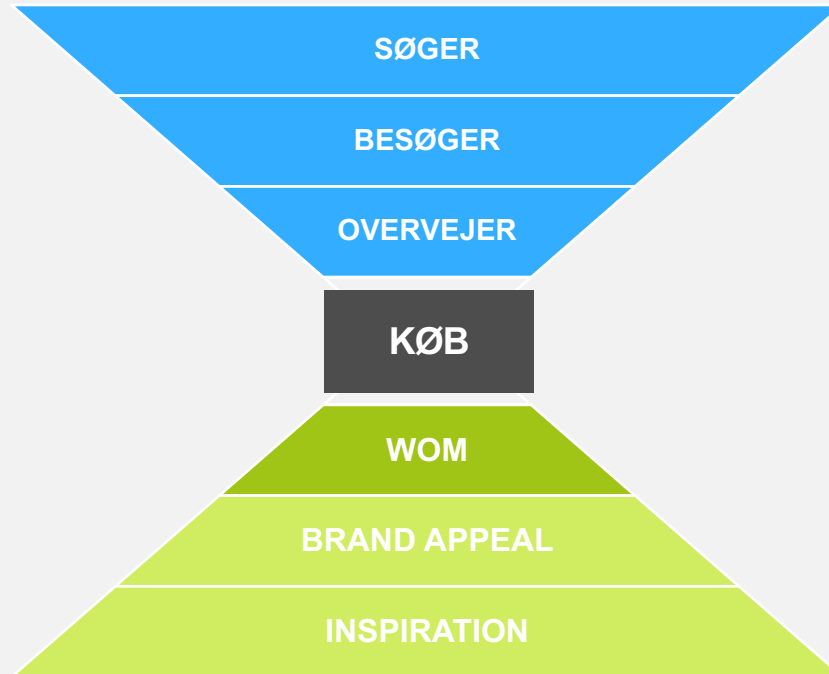 SØGER
BESØGER
OVERVEJER
KØB
WOM
BRAND APPEAL
INSPIRATION